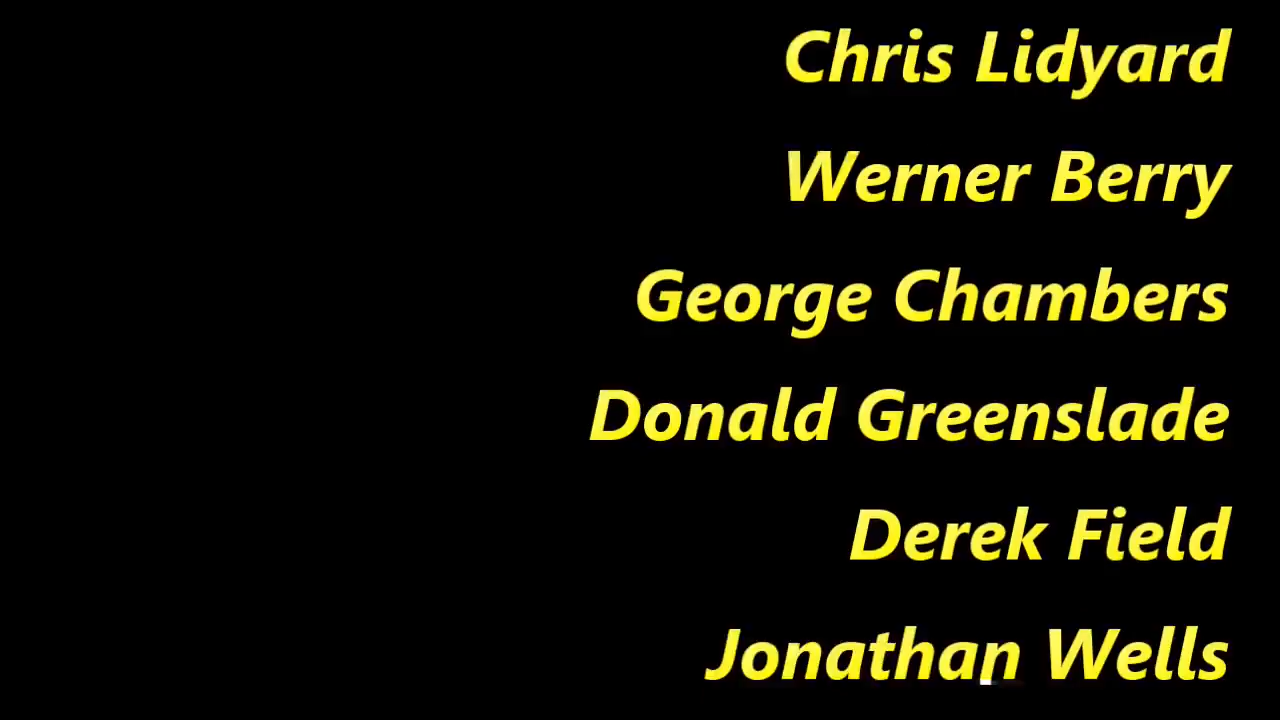 Chris Lidyard
Werner Berry
George Chambers
Donald Greenslade
Derek Field
Jonathan Wells